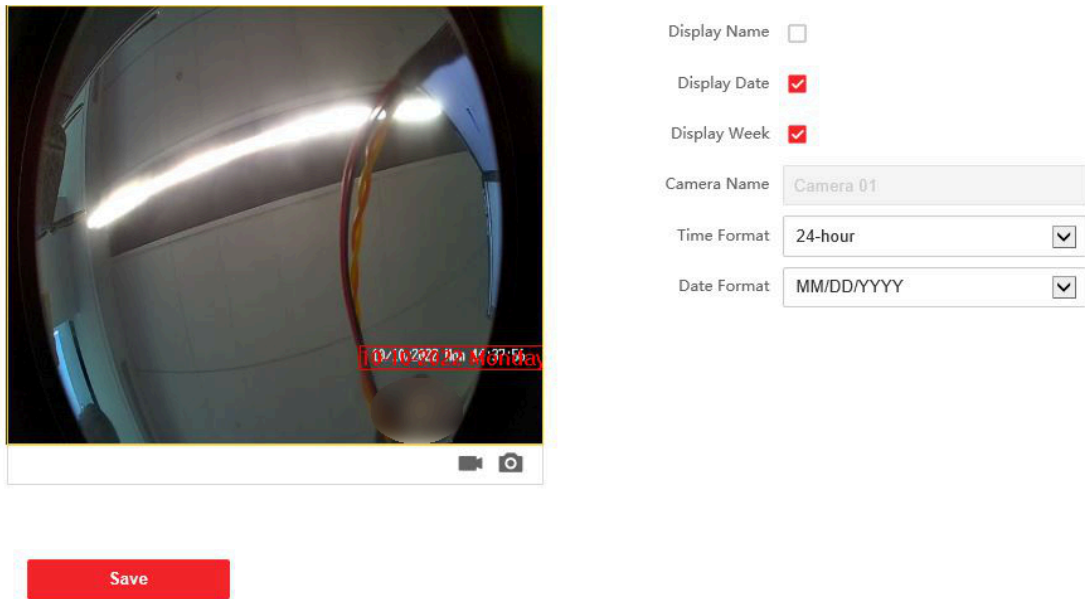 Display Name
Display Date
Display Week
Camera Name
Camera 01
Time Format
24-hour
Date Format
MM/DD/YYYY
Monday
Save